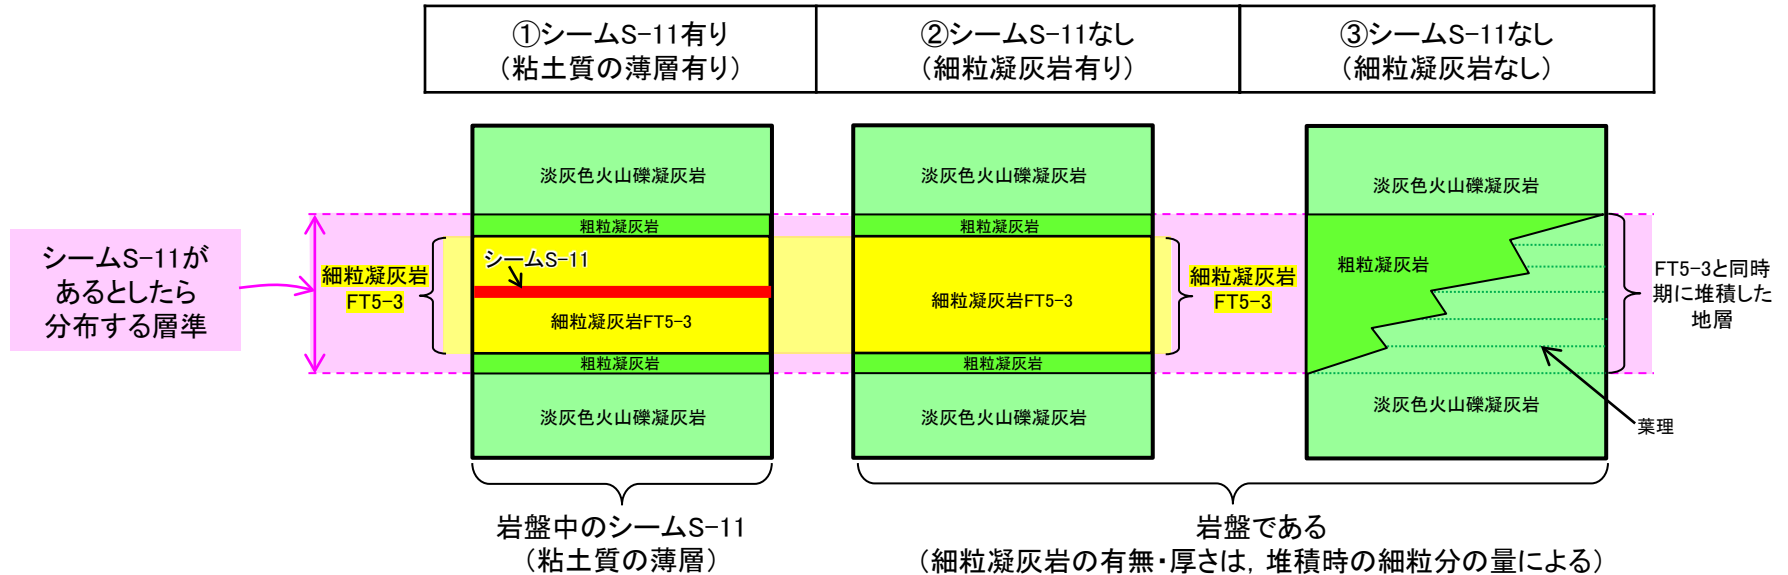 ①シームS-11有り
（粘土質の薄層有り）
②シームS-11なし
（細粒凝灰岩有り）
③シームS-11なし
（細粒凝灰岩なし）
シームS-11が
あるとしたら
分布する層準
細粒凝灰岩
FT5-3
淡灰色火山礫凝灰岩
粗粒凝灰岩
シームS-11
細粒凝灰岩FT5-3
粗粒凝灰岩
淡灰色火山礫凝灰岩
淡灰色火山礫凝灰岩
粗粒凝灰岩
細粒凝灰岩FT5-3
粗粒凝灰岩
淡灰色火山礫凝灰岩
細粒凝灰岩
FT5-3
淡灰色火山礫凝灰岩
粗粒凝灰岩
淡灰色火山礫凝灰岩
FT5-3と同時
期に堆積した
地層
葉理
岩盤中のシームS-11
（粘土質の薄層）
岩盤である
（細粒凝灰岩の有無・厚さは，堆積時の細粒分の量による）